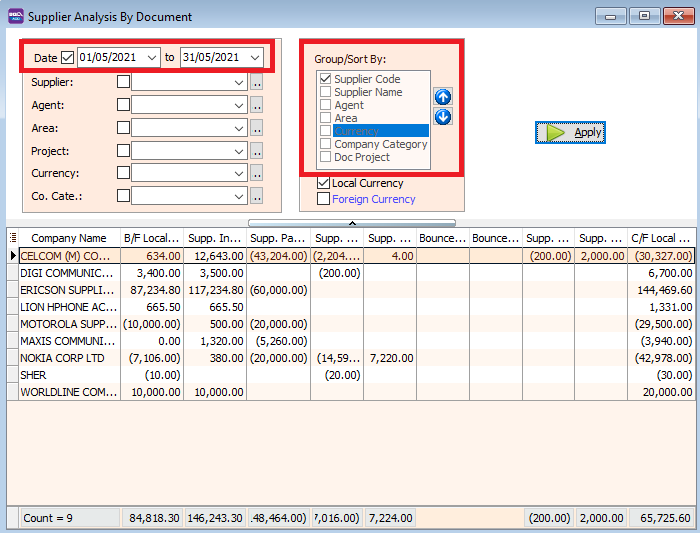 Supplier Analysis By Document
Date 01/05/2021 to 31/05/2021
Supplier: ..
Agent: ..
Area: ..
Project: ..
Currency: ..
Co. Cate.: ..
Group/Sort By:
Supplier Code
Supplier Name
Agent
Area
Currency
Company Category
Doc Project
Local Currency
Foreign Currency
Apply
Company Name B/F Local... Supp. In... Supp. Pa... Supp. ... Supp. ... Bounce... Bounce... Supp. ... Supp. ... C/F Local ...
CELCOM (M) CO... 634.00 12,643.00 (43,204.00) (2,204.... 4.00 (200.00) 2,000.00 (30,327.00)
DIGI COMMUNIC... 3,400.00 3,500.00 (200.00) 6,700.00
ERICSON SUPPLI... 87,234.80 117,234.80 (60,000.00) 144,469.60
LION HPHONE AC... 665.50 665.50 1,331.00
MOTOROLA SUPP... (10,000.00) 500.00 (20,000.00) (29,500.00)
MAXIS COMMUNI... 0.00 1,320.00 (5,260.00) (3,940.00)
NOKIA CORP LTD (7,106.00) 380.00 (20,000.00) (14,59... 7,220.00 (42,978.00)
SHER (10.00) (20.00) (30.00)
WORLDLINE COM... 10,000.00 10,000.00 20,000.00
Count = 9 84,818.30 146,243.30 .48,464.00) 7,016.00) 7,224.00 (200.00) 2,000.00 65,725.60